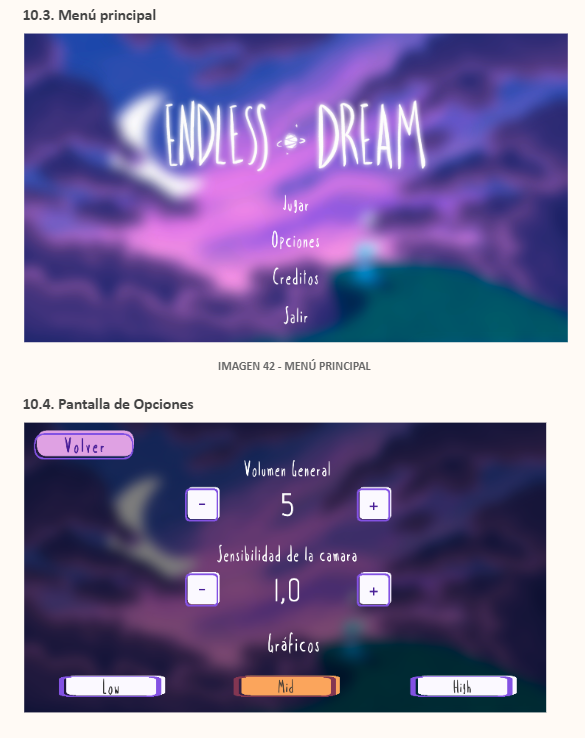 10.3. Menú principal
ENDLESS DREAM
Jugar
Opciones
Creditos
Salir
IMAGEN 42 - MENÚ PRINCIPAL
10.4. Pantalla de Opciones
Volver
Volumen General
- 5 +
Sensibilidad de la camara
- 1,0 +
Gráficos
Low Mid High